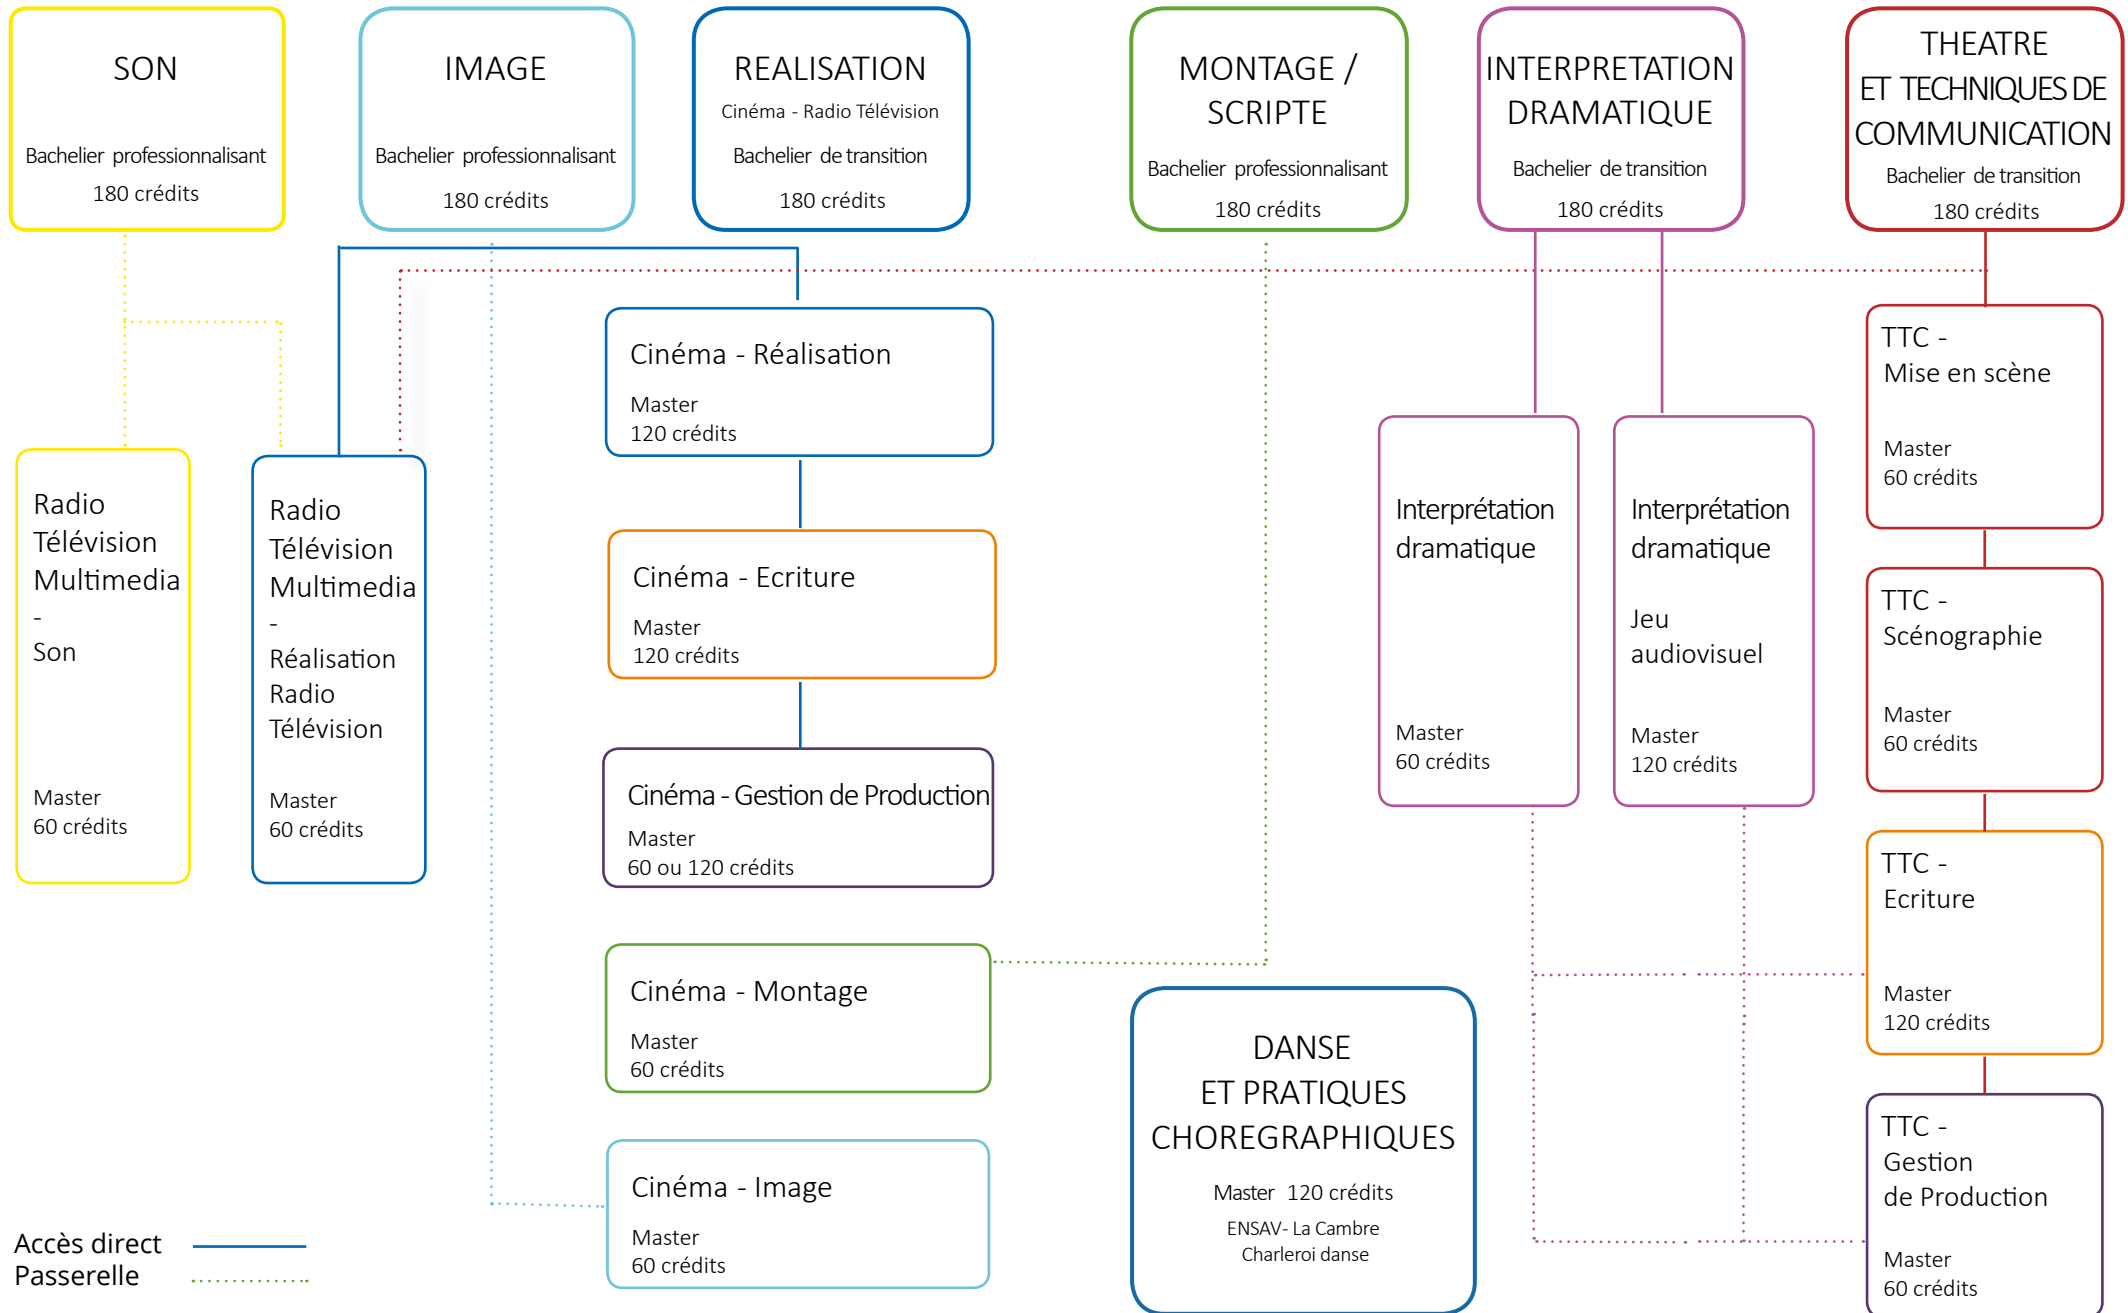 SON
Bachelier professionnalisant
180 crédits
IMAGE
Bachelier professionnalisant
180 crédits
REALISATION
Cinéma - Radio Télévision
Bachelier de transition
180 crédits
MONTAGE /
SCRIPTE
Bachelier professionnalisant
180 crédits
INTERPRETATION
DRAMATIQUE
Bachelier de transition
180 crédits
THEATRE
ET TECHNIQUES DE
COMMUNICATION
Bachelier de transition
180 crédits
Radio
Télévision
Multimedia
-
Son
Master
60 crédits
Radio
Télévision
Multimedia
-
Réalisation
Radio
Télévision
Master
60 crédits
Cinéma - Réalisation
Master
120 crédits
Cinéma - Ecriture
Master
120 crédits
Cinéma - Gestion de Production
Master
60 ou 120 crédits
Cinéma - Montage
Master
60 crédits
Cinéma - Image
Master
60 crédits
DANSE
ET PRATIQUES
CHOREGRAPHIQUES
Master 120 crédits
ENSAV- La Cambre
Charleroi danse
Interprétation
dramatique
Master
60 crédits
Interprétation
dramatique
Jeu
audiovisuel
Master
120 crédits
TTC -
Mise en scène
Master
60 crédits
TTC -
Scénographie
Master
60 crédits
TTC -
Ecriture
Master
120 crédits
TTC -
Gestion
de Production
Master
60 crédits
Accès direct
Passerelle